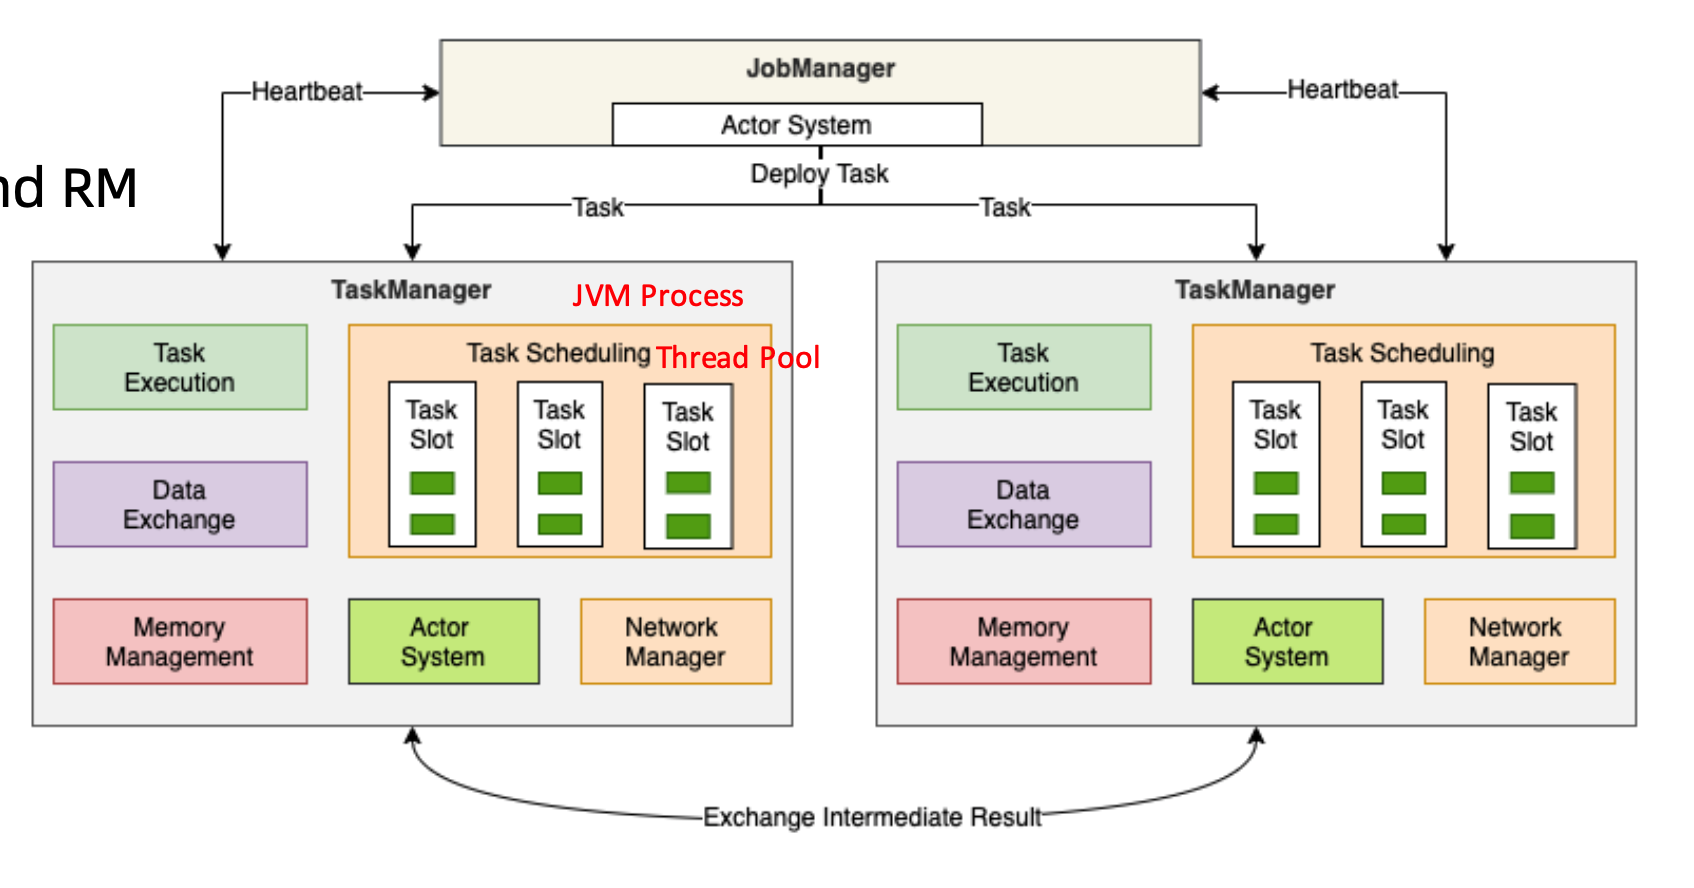 JobManager
Heartbeat
Heartbeat
Actor System
Deploy Task
nd RM
Task
Task
TaskManager
JVM Process
Task
Execution
Task Scheduling
Thread Pool
Task
Slot
Task
Slot
Task
Slot
Data
Exchange
Memory
Management
Actor
System
Network
Manager
TaskManager
Task
Execution
Task Scheduling
Task
Slot
Task
Slot
Task
Slot
Data
Exchange
Memory
Management
Actor
System
Network
Manager
Exchange Intermediate Result